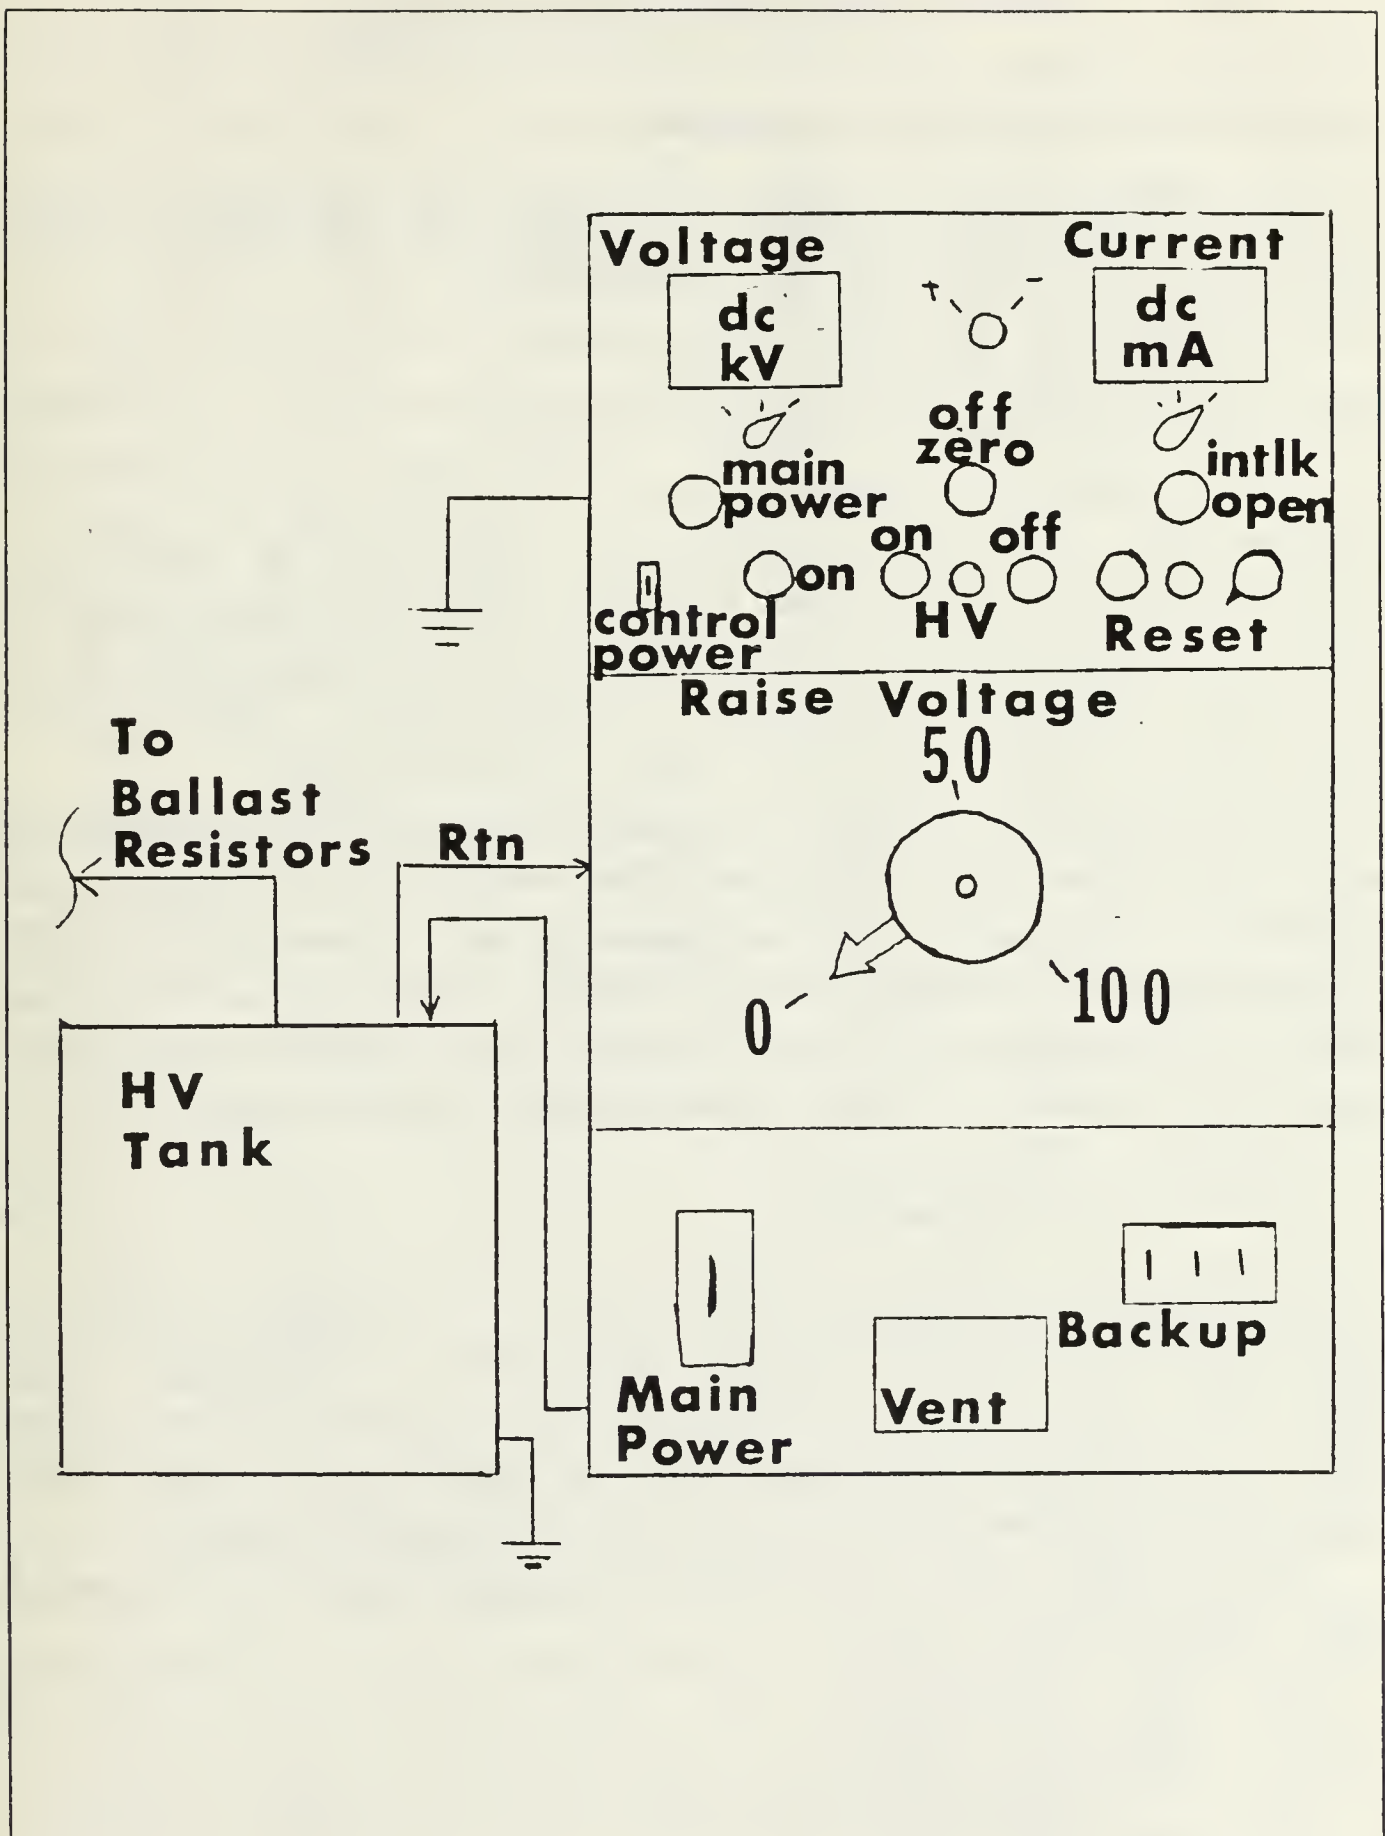 Voltage
dc
kV
+ -
Current
dc
mA
off
zero
main
power
intlk
open
on
on
off
control
power
HV
Reset
Raise Voltage
50
0
100
To
Ballast
Resistors
Rtn
HV
Tank
Main
Power
Vent
Backup